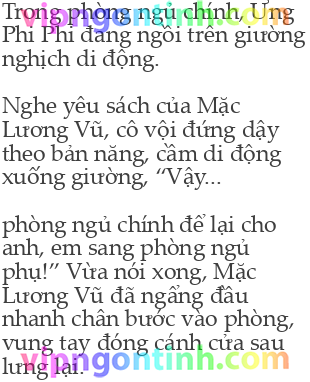 Trong phòng ngủ chính, Ưng
Phi Phi đang ngồi trên giường
nghịch di động.
Nghe yêu sách của Mặc
Lương Vũ, cô vội đứng dậy
theo bản năng, cầm di động
xuống giường, “Vậy...
phòng ngủ chính để lại cho
anh, em sang phòng ngủ
phụ!” Vừa nói xong, Mặc
Lương Vũ đã ngẩng đầu
nhanh chân bước vào phòng,
vung tay đóng cánh cửa sau
lưng lại.
vipngontinh.com
vipngontinh.com